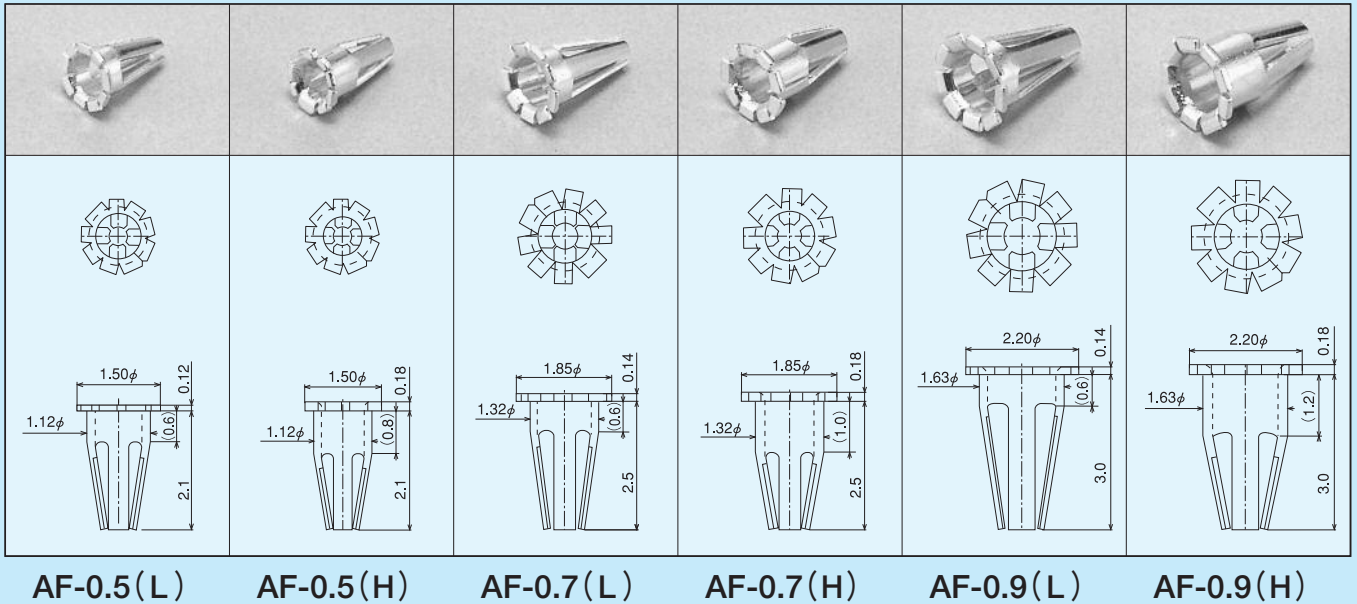 1.50φ
0.12
1.12φ
(0.6)
2.1
1.50φ
0.18
1.12φ
(0.8)
2.1
1.85φ
0.14
1.32φ
(0.6)
2.5
1.85φ
0.18
1.32φ
(1.0)
2.5
2.20φ
0.14
1.63φ
(0.6)
3.0
2.20φ
0.18
1.63φ
(1.2)
3.0
AF-0.5(L)
AF-0.5(H)
AF-0.7(L)
AF-0.7(H)
AF-0.9(L)
AF-0.9(H)